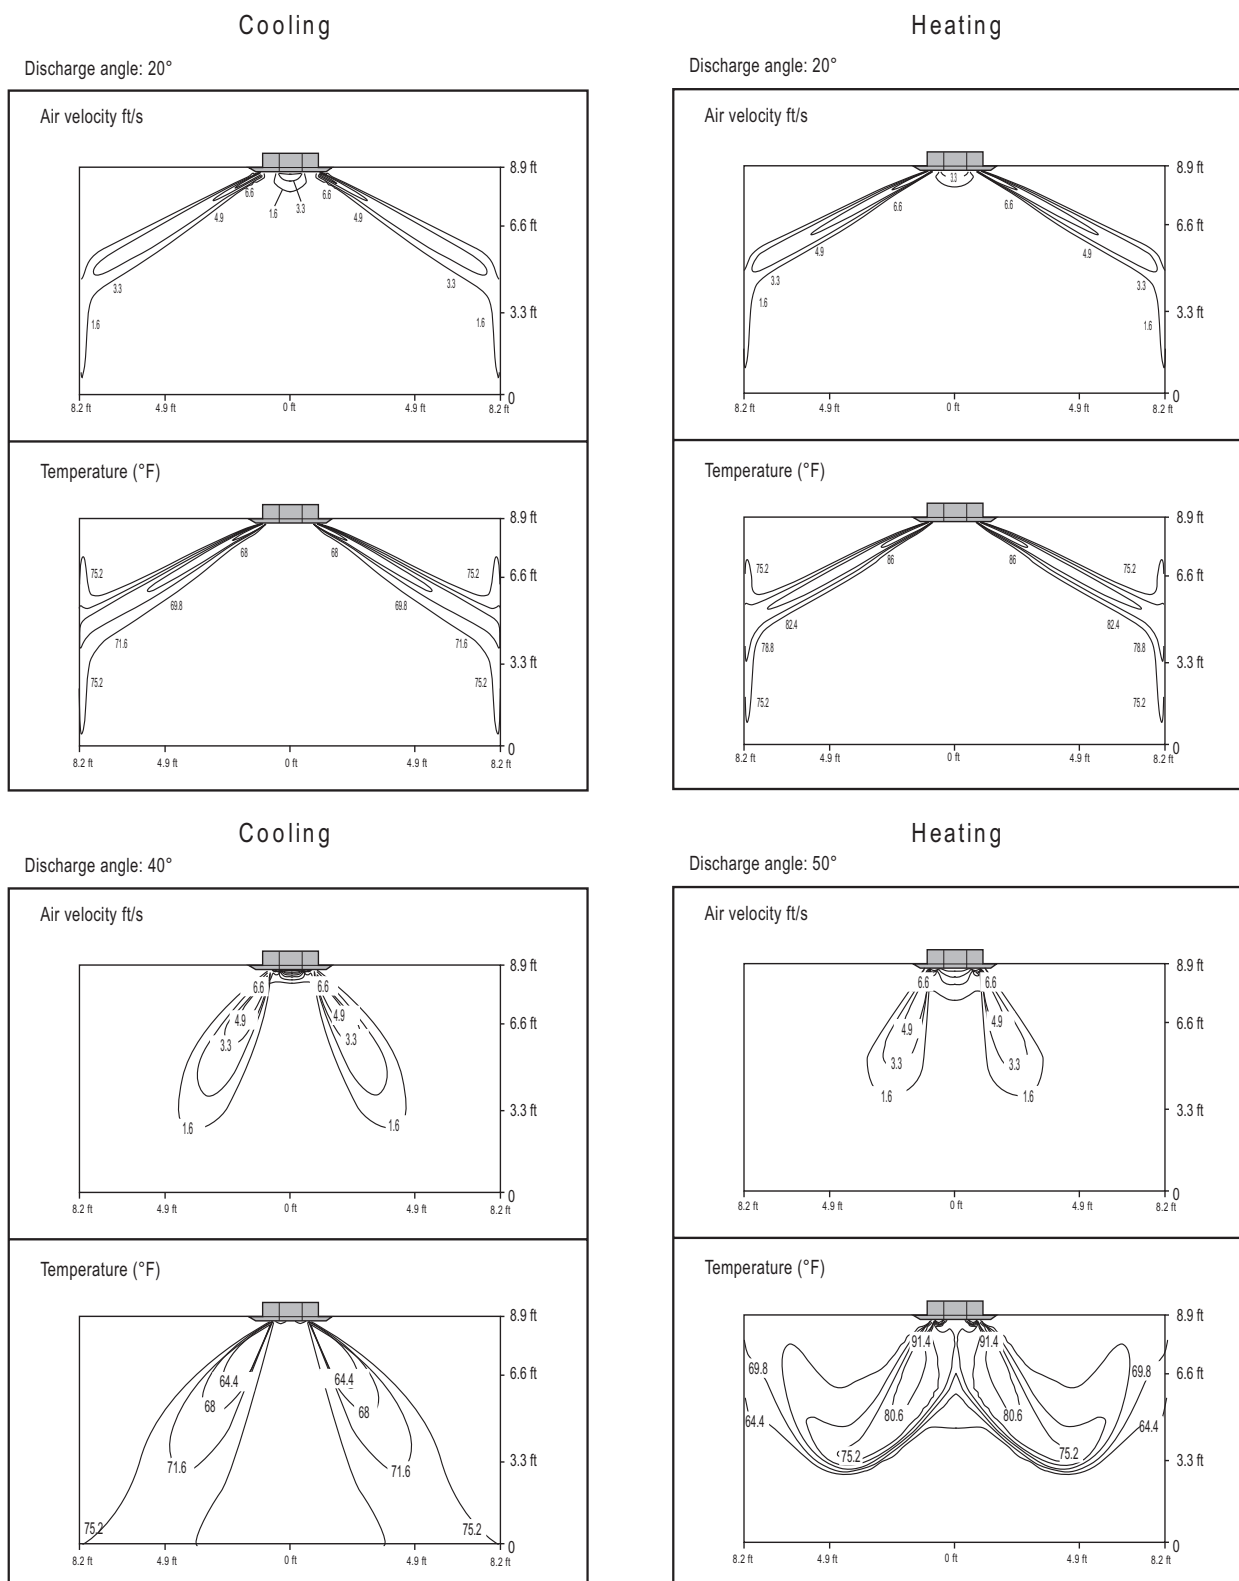 Cooling
Heating
Discharge angle: 20°
Discharge angle: 20°
Air velocity ft/s
8.9 ft
6.6
6.6
1.6
3.3
4.9
4.9
6.6 ft
3.3
3.3
3.3 ft
1.6
1.6
0
8.2 ft
4.9 ft
0 ft
4.9 ft
8.2 ft
Air velocity ft/s
8.9 ft
3.3
6.6
6.6
6.6 ft
4.9
4.9
3.3
3.3
1.6
3.3 ft
1.6
0
8.2 ft
4.9 ft
0 ft
4.9 ft
8.2 ft
Temperature (°F)
8.9 ft
68
68
75.2
75.2
6.6 ft
69.8
69.8
71.6
71.6
3.3 ft
75.2
75.2
0
8.2 ft
4.9 ft
0 ft
4.9 ft
8.2 ft
Temperature (°F)
8.9 ft
86
86
75.2
75.2
6.6 ft
82.4
82.4
78.8
78.8
3.3 ft
75.2
75.2
0
8.2 ft
4.9 ft
0 ft
4.9 ft
8.2 ft
Cooling
Heating
Discharge angle: 40°
Discharge angle: 50°
Air velocity ft/s
8.9 ft
6.6
6.6
4.9
4.9
6.6 ft
3.3
3.3
3.3 ft
1.6
1.6
0
8.2 ft
4.9 ft
0 ft
4.9 ft
8.2 ft
Air velocity ft/s
8.9 ft
6.6
6.6
4.9
4.9
6.6 ft
3.3
3.3
1.6
1.6
3.3 ft
0
8.2 ft
4.9 ft
0 ft
4.9 ft
8.2 ft
Temperature (°F)
8.9 ft
64.4
64.4
6.6 ft
68
68
71.6
71.6
3.3 ft
75.2
75.2
0
8.2 ft
4.9 ft
0 ft
4.9 ft
8.2 ft
Temperature (°F)
8.9 ft
91.4
91.4
69.8
69.8
6.6 ft
80.6
80.6
64.4
64.4
75.2
75.2
3.3 ft
0
8.2 ft
4.9 ft
0 ft
4.9 ft
8.2 ft